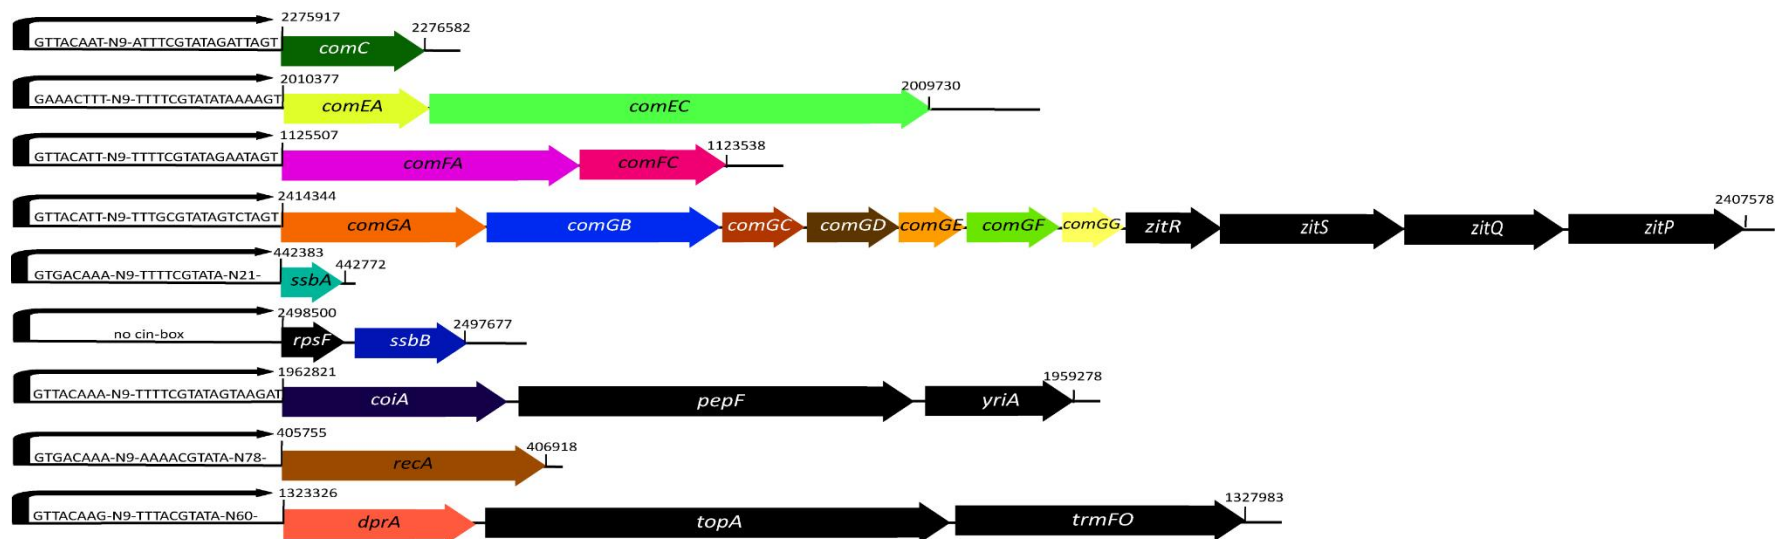 2275917 2276582
GTTACAAT-N9-ATTTCGTATAGATTAGT comC
2010377 2009730
GAAACTTT-N9-TTTTCGTATATAAAAGT comEA comEC
1125507 1123538
GTTACATT-N9-TTTTCGTATAGAATAGT comFA comFC
2414344 2407578
GTTACATT-N9-TTTGCGTATAGTCTAGT comGA comGB comGC comGD comGE comGF comGG zitR zitS zitQ zitP
442383 442772
GTGACAAA-N9-TTTTCGTATA-N21- ssbA
2498500 2497677
no cin-box rpsF ssbB
1962821 1959278
GTTACAAA-N9-TTTTCGTATAGTAAGAT coiA pepF yriA
405755 406918
GTGACAAA-N9-AAAACGTATA-N78- recA
1323326 1327983
GTTACAAG-N9-TTTACGTATA-N60- dprA topA trmFO